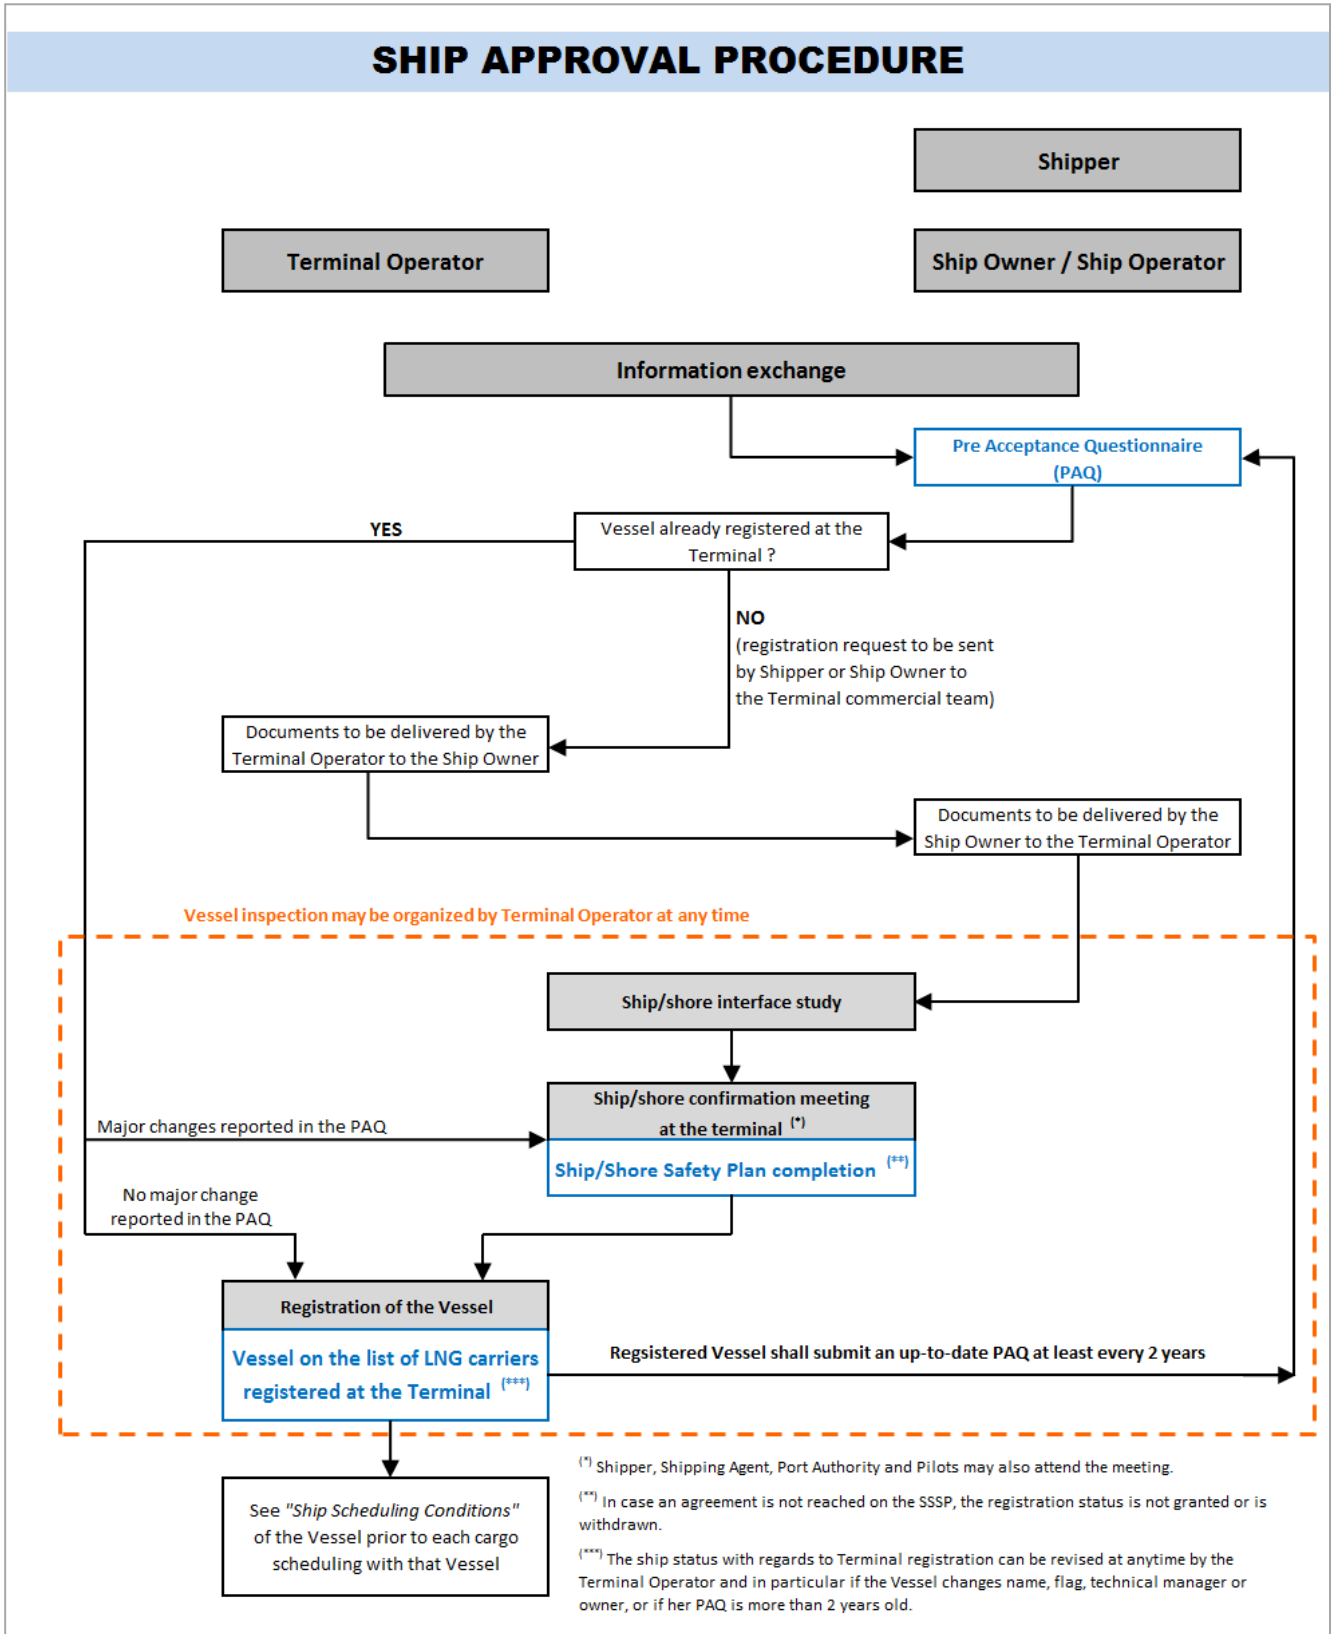 SHIP APPROVAL PROCEDURE
Shipper
Terminal Operator
Ship Owner / Ship Operator
Information exchange
Pre Acceptance Questionnaire
(PAQ)
YES
Vessel already registered at the
Terminal ?
NO
(registration request to be sent
by Shipper or Ship Owner to
the Terminal commercial team)
Documents to be delivered by the
Terminal Operator to the Ship Owner
Documents to be delivered by the
Ship Owner to the Terminal Operator
Vessel inspection may be organized by Terminal Operator at any time
Ship/shore interface study
Ship/shore confirmation meeting
at the terminal (*)
Major changes reported in the PAQ
Ship/Shore Safety Plan completion (**)
No major change
reported in the PAQ
Registration of the Vessel
Vessel on the list of LNG carriers
registered at the Terminal (***)
Regsistered Vessel shall submit an up-to-date PAQ at least every 2 years
See "Ship Scheduling Conditions"
of the Vessel prior to each cargo
scheduling with that Vessel
(*) Shipper, Shipping Agent, Port Authority and Pilots may also attend the meeting.
(**) In case an agreement is not reached on the SSSP, the registration status is not granted or is
withdrawn.
(***) The ship status with regards to Terminal registration can be revised at anytime by the
Terminal Operator and in particular if the Vessel changes name, flag, technical manager or
owner, or if her PAQ is more than 2 years old.